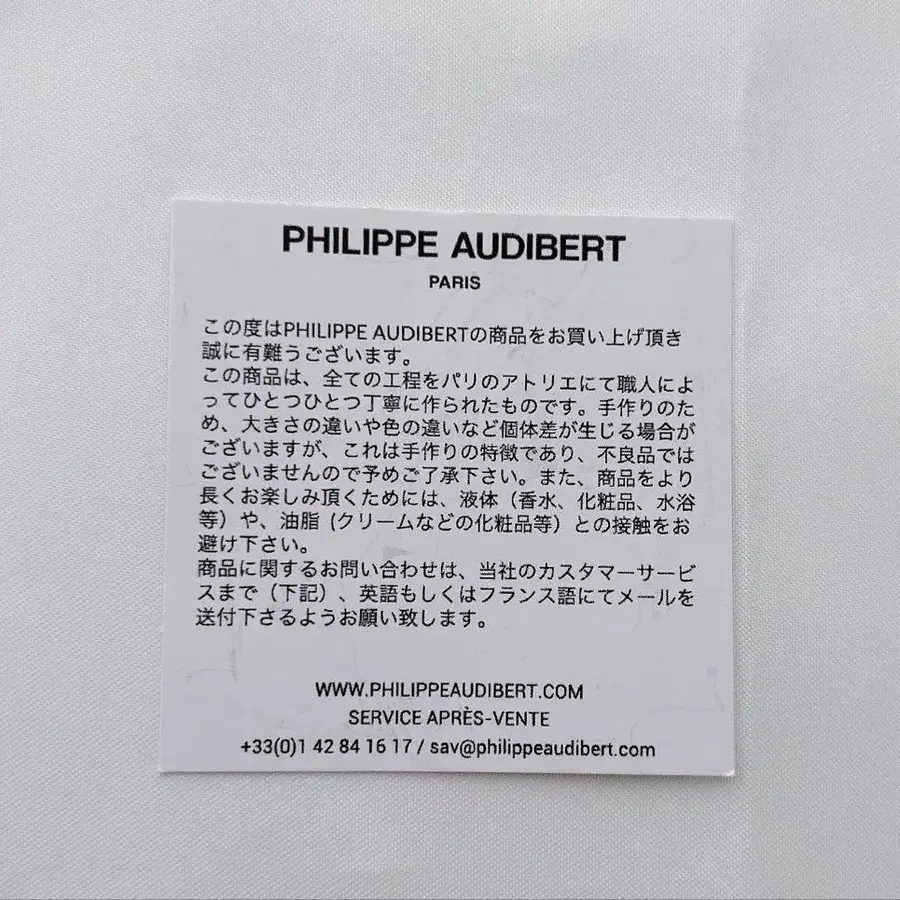 PHILIPPE AUDIBERT
PARIS
この度はPHILIPPE AUDIBERTの商品をお買い上げ頂き
誠に有難うございます。
この商品は、全ての工程をパリのアトリエにて職人によ
ってひとつひとつ丁寧に作られたものです。手作りのた
め、大きさの違いや色の違いなど個体差が生じる場合が
ございますが、これは手作りの特徴であり、不良品では
ございませんので予めご了承下さい。また、商品をより
長くお楽しみ頂くためには、液体（香水、化粧品、水浴
等）や、油脂（クリームなどの化粧品等）との接触をお
避け下さい。
商品に関するお問い合わせは、当社のカスタマーサービ
スまで（下記）、英語もしくはフランス語にてメールを
送付下さるようお願い致します。
WWW.PHILIPPEAUDIBERT.COM
SERVICE APRÈS-VENTE
+33(0)1 42 84 16 17 / sav@philippeaudibert.com